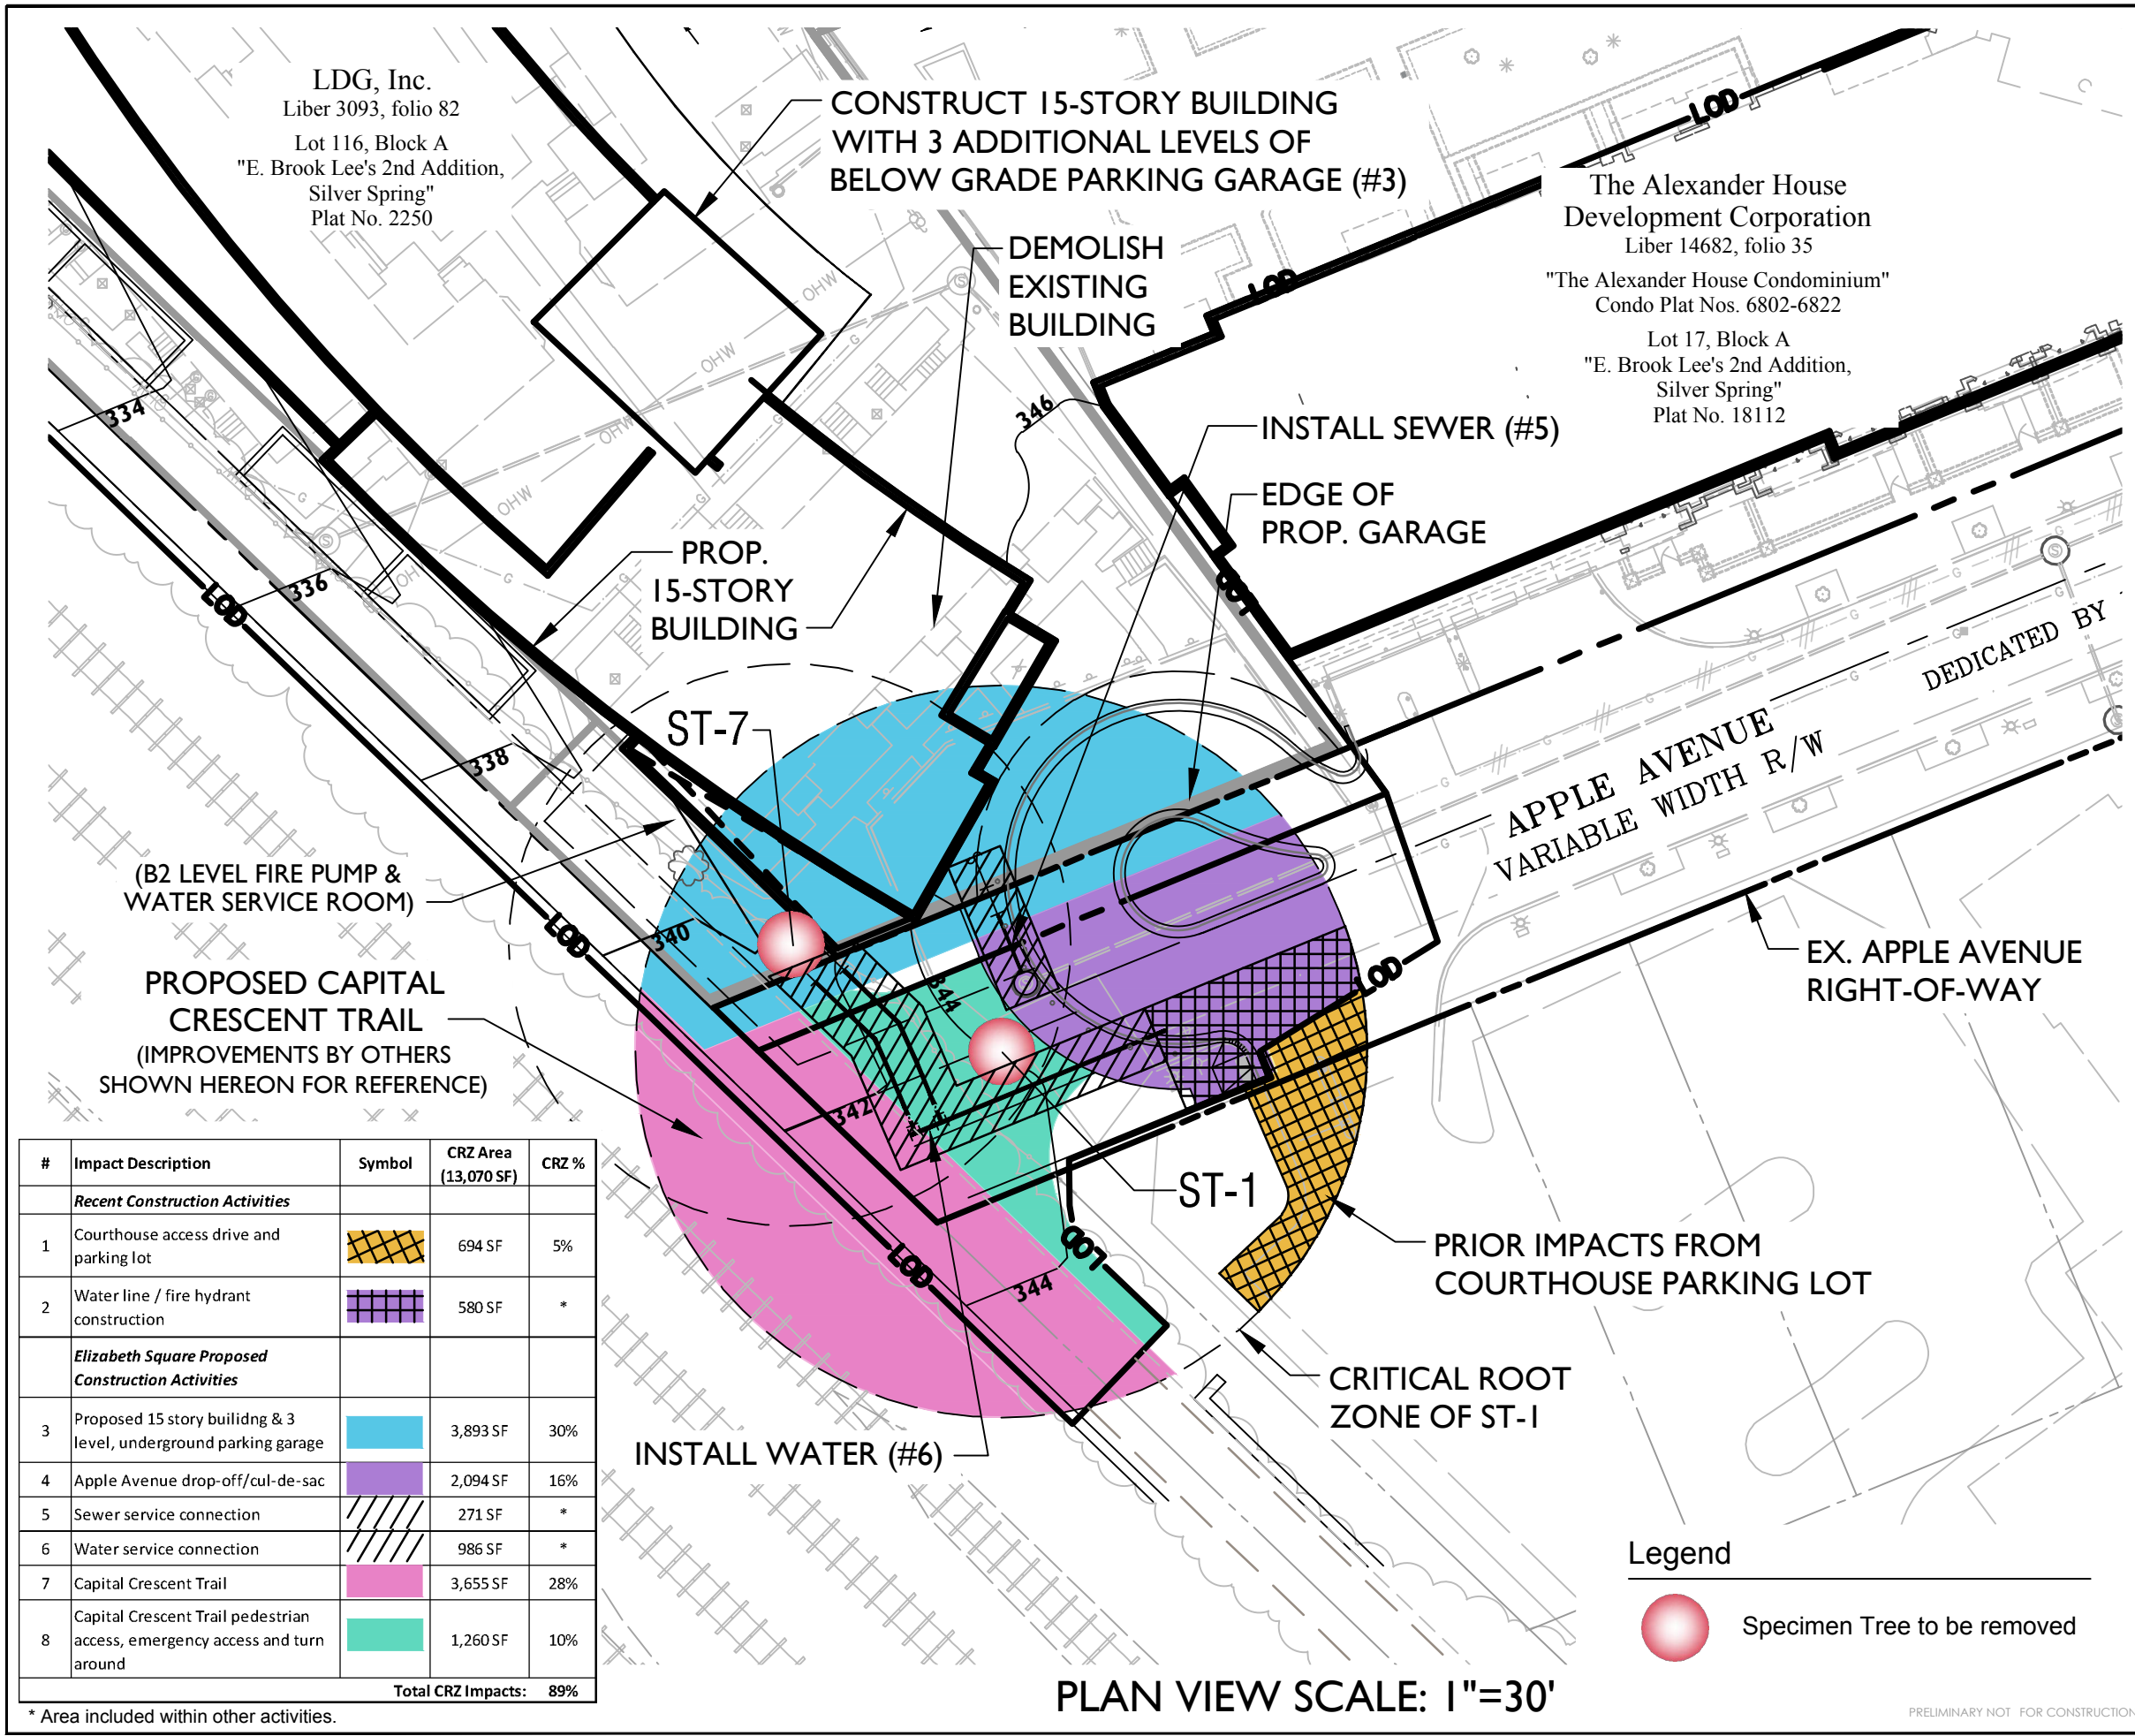 LDG, Inc.
Liber 3093, folio 82
Lot 116, Block A
"E. Brook Lee's 2nd Addition,
Silver Spring"
Plat No. 2250
CONSTRUCT 15-STORY BUILDING
WITH 3 ADDITIONAL LEVELS OF
BELOW GRADE PARKING GARAGE (#3)
LOD
The Alexander House
Development Corporation
Liber 14682, folio 35
"The Alexander House Condominium"
Condo Plat Nos. 6802-6822
Lot 17, Block A
"E. Brook Lee's 2nd Addition,
Silver Spring"
Plat No. 18112
DEMOLISH
EXISTING
BUILDING
LOD
OHW
OHW
OHW
OHW
334
346
INSTALL SEWER (#5)
EDGE OF
PROP. GARAGE
PROP.
15-STORY
BUILDING
336
LOD
LOD
DEDICATED BY
ST-7
338
APPLE AVENUE
VARIABLE WIDTH R/W
(B2 LEVEL FIRE PUMP &
WATER SERVICE ROOM)
LOD
340
344
LOD
EX. APPLE AVENUE
RIGHT-OF-WAY
PROPOSED CAPITAL
CRESCENT TRAIL
(IMPROVEMENTS BY OTHERS
SHOWN HEREON FOR REFERENCE)
342
ST-1
LOD
LOD
344
PRIOR IMPACTS FROM
COURTHOUSE PARKING LOT
CRITICAL ROOT
ZONE OF ST-1
INSTALL WATER (#6)
# Impact Description Symbol CRZ Area (13,070 SF) CRZ %
Recent Construction Activities
1 Courthouse access drive and parking lot 694 SF 5%
2 Water line / fire hydrant construction 580 SF *
Elizabeth Square Proposed Construction Activities
3 Proposed 15 story builidng & 3 level, underground parking garage 3,893 SF 30%
4 Apple Avenue drop-off/cul-de-sac 2,094 SF 16%
5 Sewer service connection 271 SF *
6 Water service connection 986 SF *
7 Capital Crescent Trail 3,655 SF 28%
8 Capital Crescent Trail pedestrian access, emergency access and turn around 1,260 SF 10%
Total CRZ Impacts: 89%
* Area included within other activities.
Legend
Specimen Tree to be removed
PLAN VIEW SCALE: 1"=30'
PRELIMINARY NOT FOR CONSTRUCTION